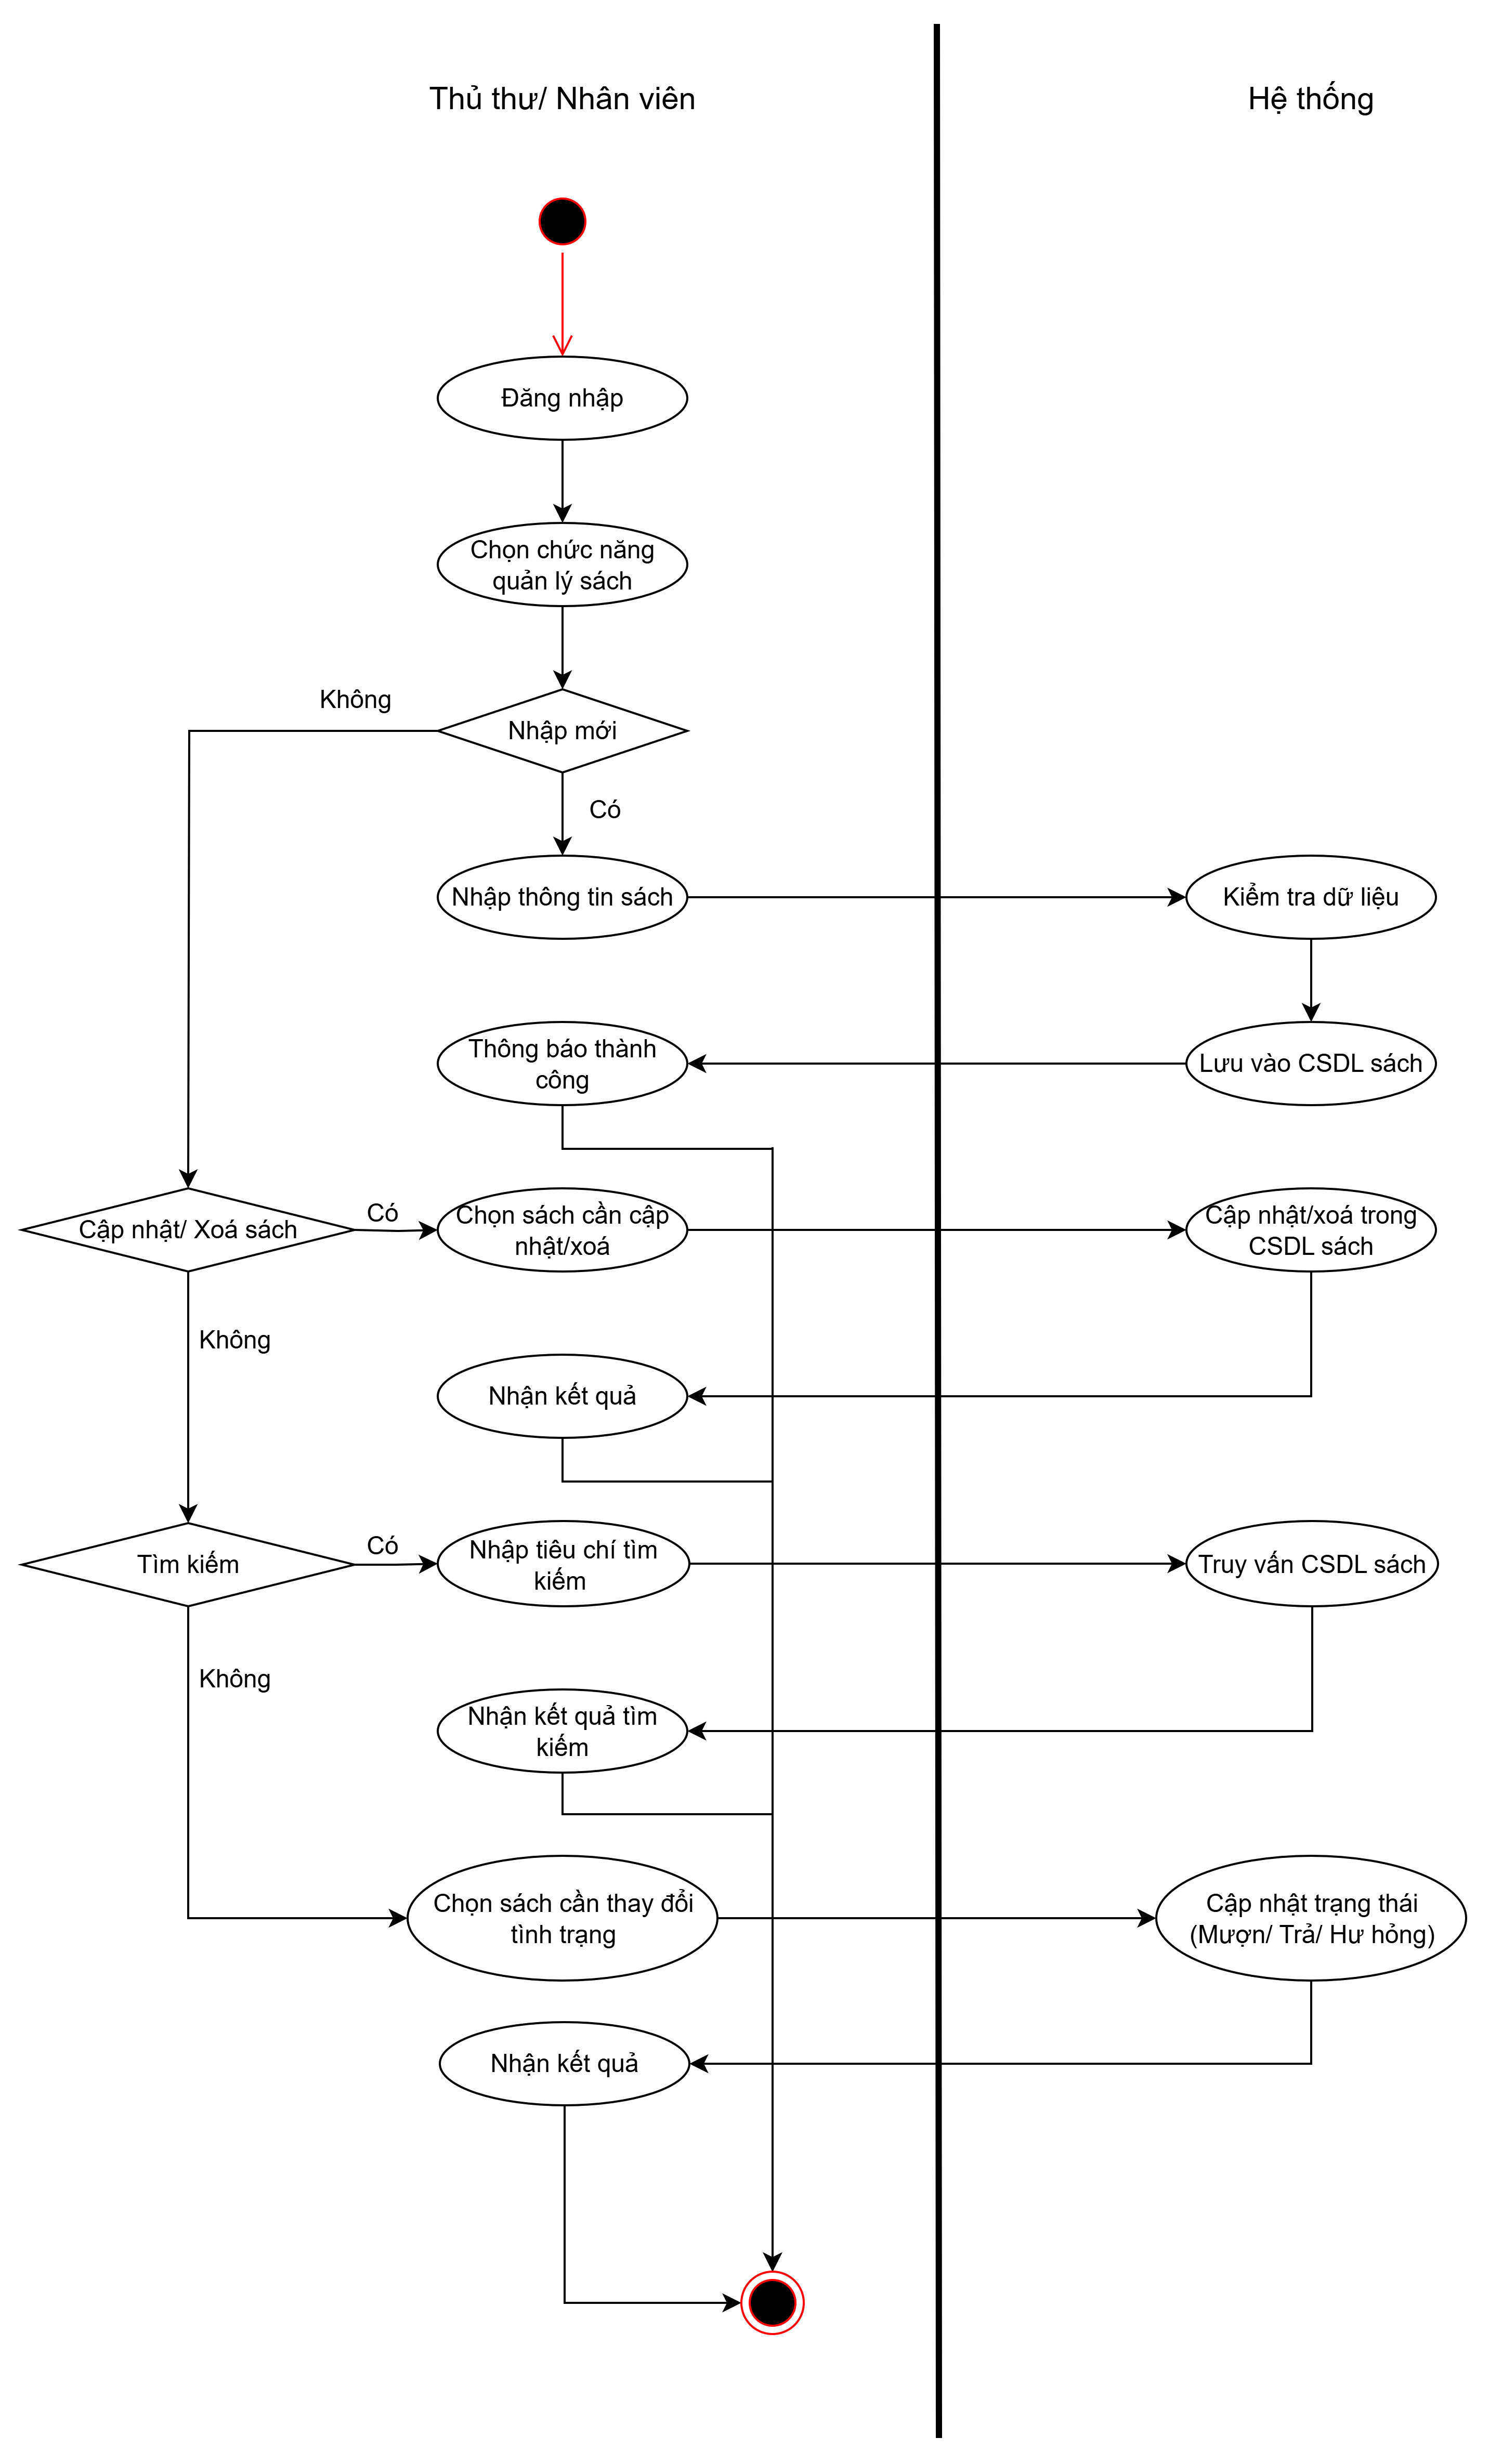 Thủ thư/ Nhân viên
Hệ thống
Đăng nhập
Chọn chức năng
quản lý sách
Không
Nhập mới
Có
Nhập thông tin sách
Kiểm tra dữ liệu
Thông báo thành
công
Lưu vào CSDL sách
Cập nhật/ Xoá sách
Có
Chọn sách cần cập
nhật/xoá
Cập nhật/xoá trong
CSDL sách
Không
Nhận kết quả
Tìm kiếm
Có
Nhập tiêu chí tìm
kiếm
Truy vấn CSDL sách
Không
Nhận kết quả tìm
kiếm
Chọn sách cần thay đổi
tình trạng
Cập nhật trạng thái
(Mượn/ Trả/ Hư hỏng)
Nhận kết quả